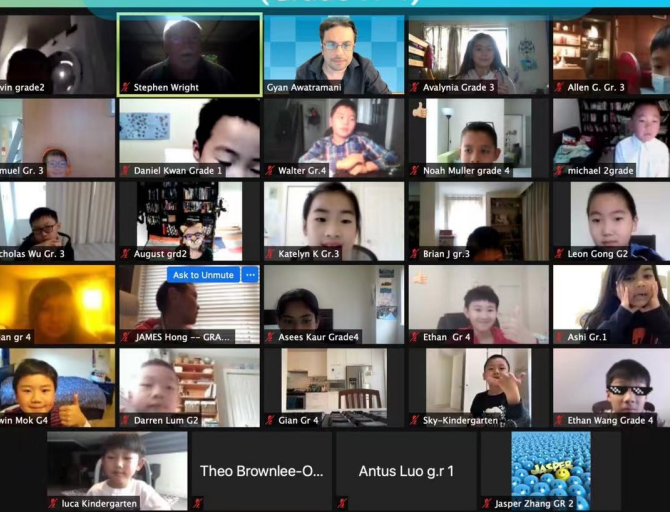 vin grade2
Stephen Wright
Gyan Awatramani
Avalynia Grade 3
Allen G. Gr. 3
muel Gr. 3
Daniel Kwan Grade 1
Walter Gr.4
Noah Muller grade 4
michael 2grade
cholas Wu Gr. 3
August grd2
Katelyn K Gr.3
Brian J gr.3
Leon Gong G2
an gr 4
Ask to Unmute
JAMES Hong -- GRA...
Asees Kaur Grade4
Ethan Gr 4
Ashi Gr.1
win Mok G4
Darren Lum G2
Gian Gr 4
Sky-Kindergarten
Ethan Wang Grade 4
luca Kindergarten
Theo Brownlee-O...
Antus Luo g.r 1
JASPER
Jasper Zhang GR 2